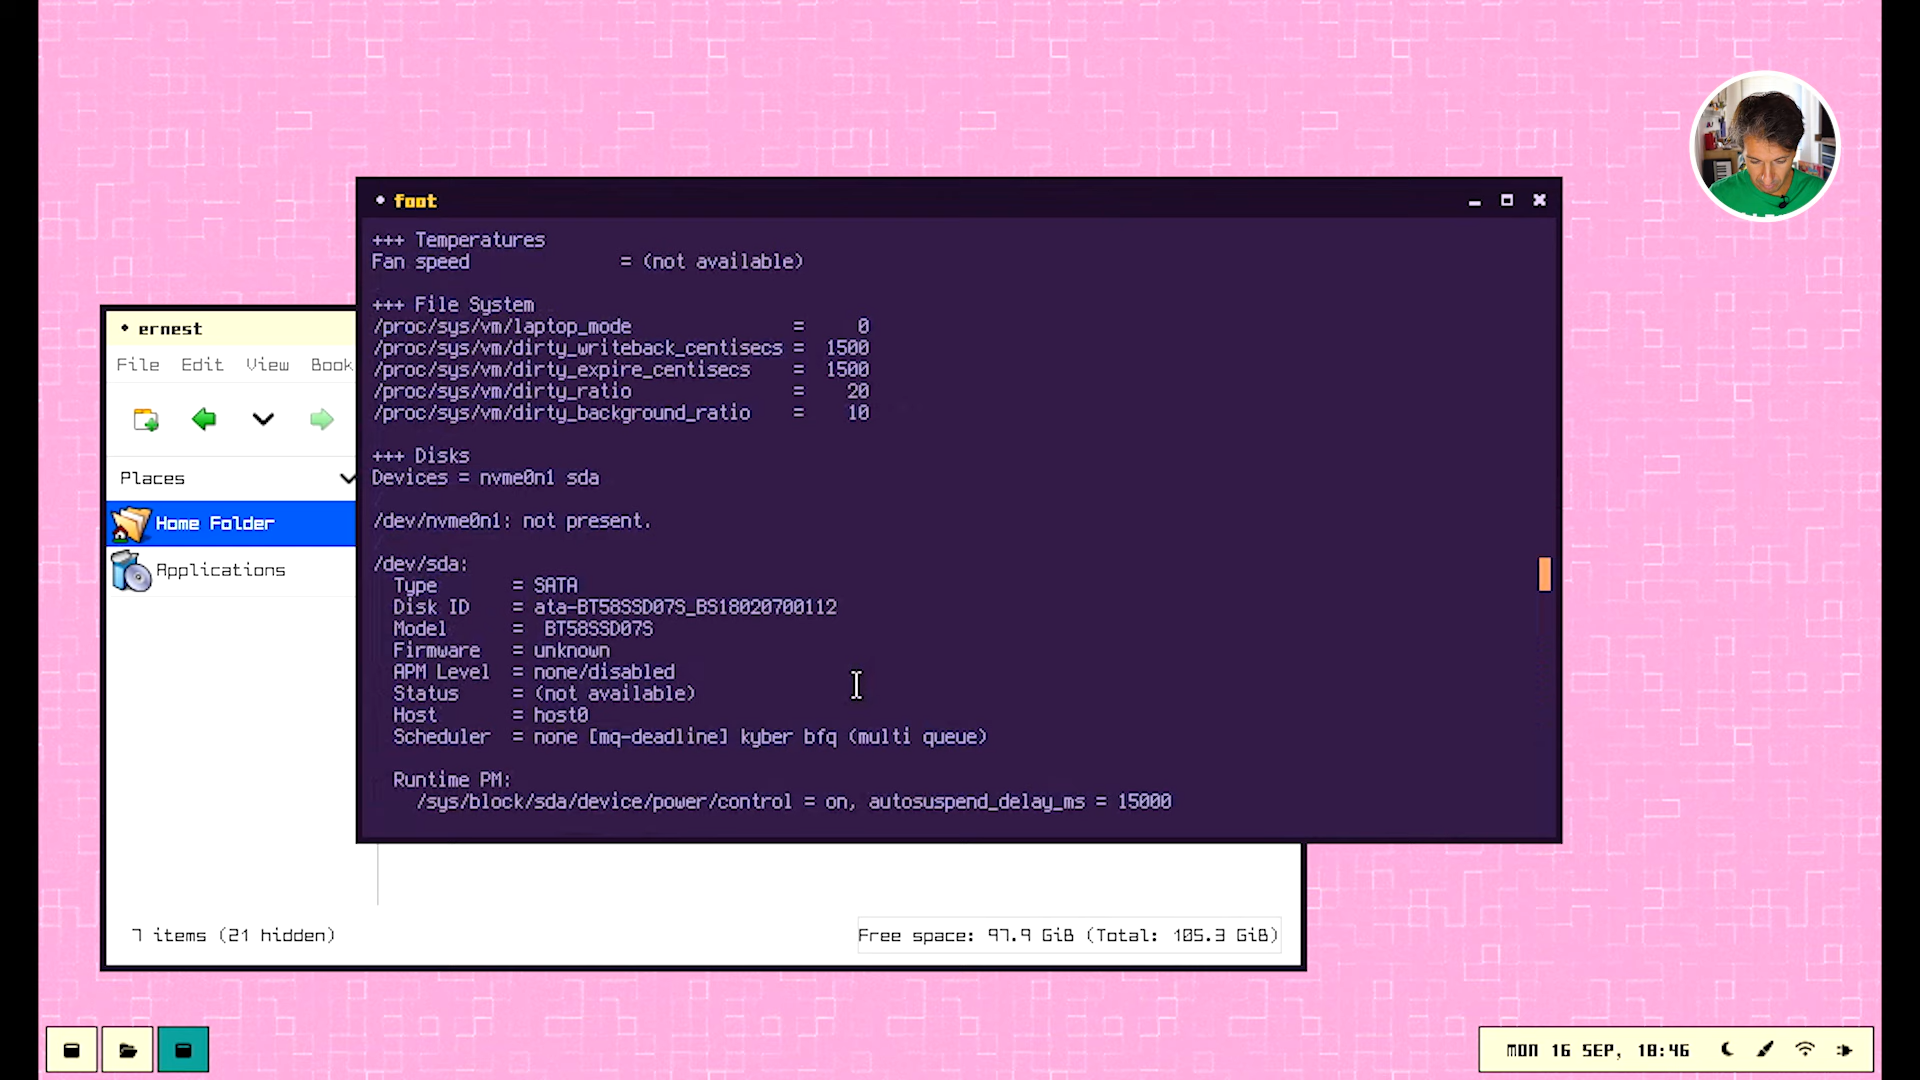 foot
+++ Temperatures
Fan speed = (not available)
+++ File System
/proc/sys/vm/laptop_mode = 0
/proc/sys/vm/dirty_writeback_centisecs = 1500
/proc/sys/vm/dirty_expire_centisecs = 1500
/proc/sys/vm/dirty_ratio = 20
/proc/sys/vm/dirty_background_ratio = 10
+++ Disks
Devices = nvme0n1 sda
/dev/nvme0n1: not present.
/dev/sda:
Type = SATA
Disk ID = ata-BT58SSD07S_BS18020700112
Model = BT58SSD07S
Firmware = unknown
APM Level = none/disabled
Status = (not available)
Host = host0
Scheduler = none [mq-deadline] kyber bfq (multi queue)
Runtime PM:
/sys/block/sda/device/power/control = on, autosuspend_delay_ms = 15000
ernest
File Edit View Book
Places
Home Folder
Applications
7 items (21 hidden)
Free space: 97.9 GiB (Total: 105.3 GiB)
MON 16 SEP, 18:46